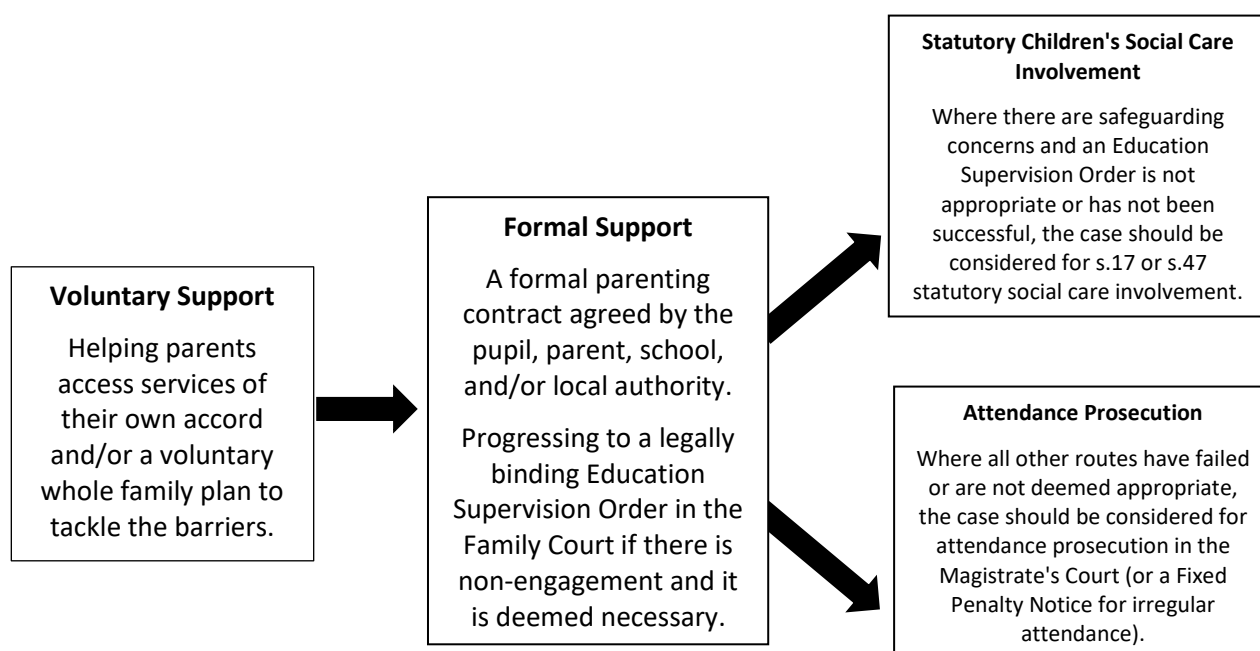 Voluntary Support
Helping parents
access services of
their own accord
and/or a voluntary
whole family plan to
tackle the barriers.
Formal Support
A formal parenting
contract agreed by the
pupil, parent, school,
and/or local authority.
Progressing to a legally
binding Education
Supervision Order in the
Family Court if there is
non-engagement and it
is deemed necessary.
Statutory Children's Social Care
Involvement
Where there are safeguarding
concerns and an Education
Supervision Order is not
appropriate or has not been
successful, the case should be
considered for s.17 or s.47
statutory social care involvement.
Attendance Prosecution
Where all other routes have failed
or are not deemed appropriate,
the case should be considered for
attendance prosecution in the
Magistrate's Court (or a Fixed
Penalty Notice for irregular
attendance).